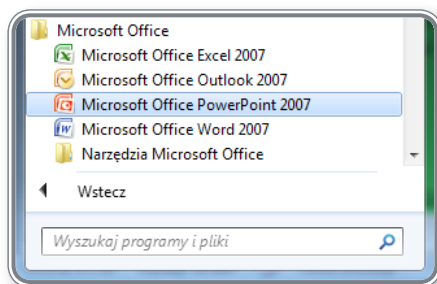 Microsoft Office
Microsoft Office Excel 2007
Microsoft Office Outlook 2007
Microsoft Office PowerPoint 2007
Microsoft Office Word 2007
Narzędzia Microsoft Office
Wstecz
Wyszukaj programy i pliki